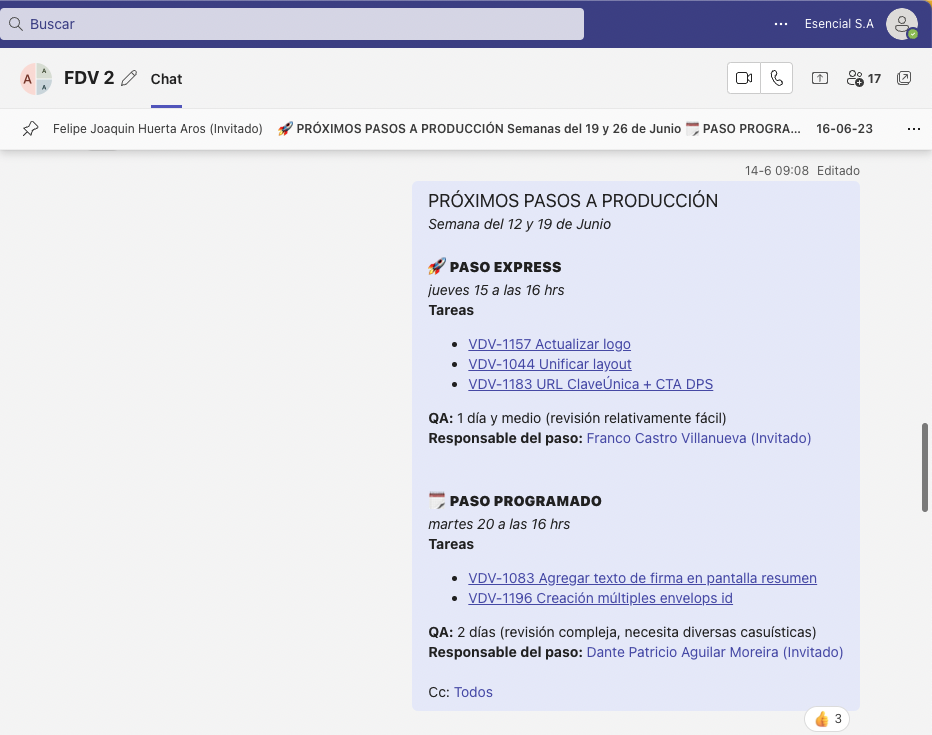 Buscar
Esencial S.A
A
A
A
FDV 2
Chat
17
Felipe Joaquin Huerta Aros (Invitado) 🚀 PRÓXIMOS PASOS A PRODUCCIÓN Semanas del 19 y 26 de Junio 🗓️ PASO PROGRA... 16-06-23
14-6 09:08 Editado
PRÓXIMOS PASOS A PRODUCCIÓN
Semana del 12 y 19 de Junio
🚀 PASO EXPRESS
jueves 15 a las 16 hrs
Tareas
• VDV-1157 Actualizar logo
• VDV-1044 Unificar layout
• VDV-1183 URL ClaveÚnica + CTA DPS
QA: 1 día y medio (revisión relativamente fácil)
Responsable del paso: Franco Castro Villanueva (Invitado)
🗓️ PASO PROGRAMADO
martes 20 a las 16 hrs
Tareas
• VDV-1083 Agregar texto de firma en pantalla resumen
• VDV-1196 Creación múltiples envelops id
QA: 2 días (revisión compleja, necesita diversas casuísticas)
Responsable del paso: Dante Patricio Aguilar Moreira (Invitado)
Cc: Todos
👍 3